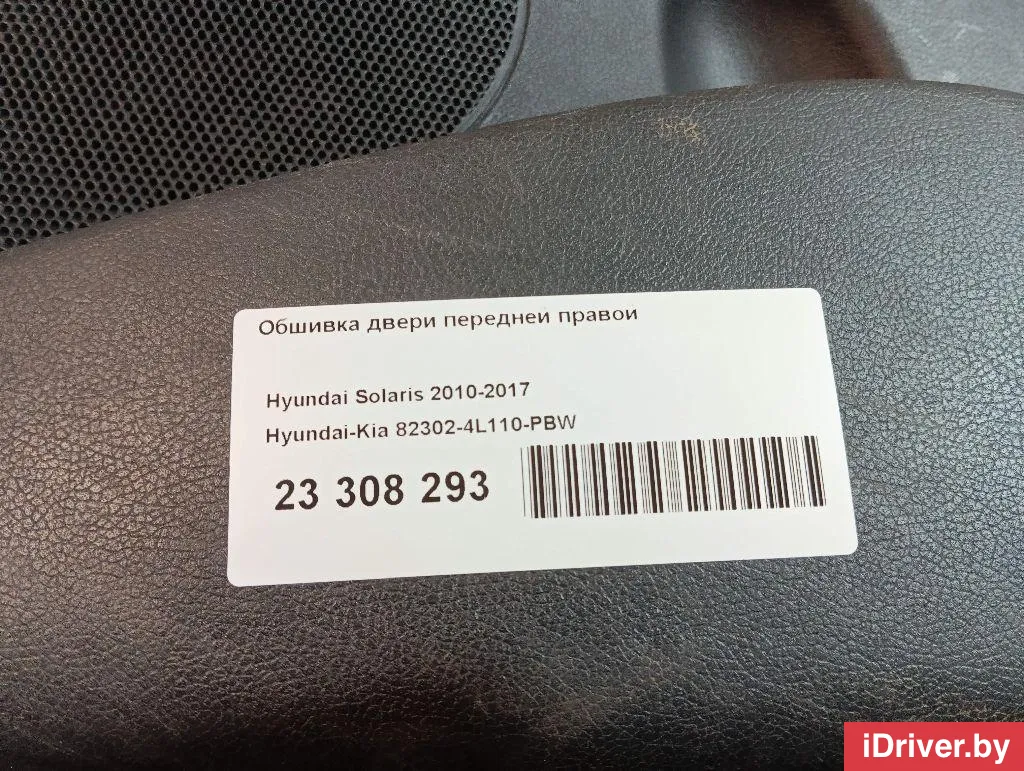 Обшивка двери передней правой
Hyundai Solaris 2010-2017
Hyundai-Kia 82302-4L110-PBW
23 308 293
iDriver.by